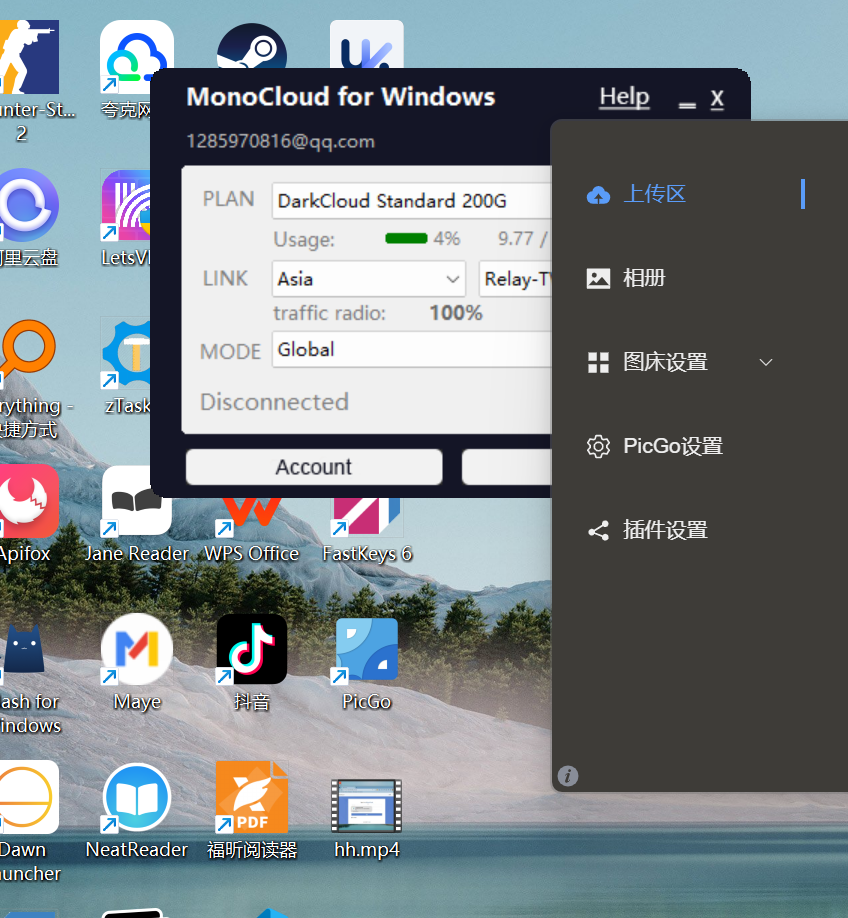 MonoCloud for Windows
Help
X
1285970816@qq.com
PLAN
DarkCloud Standard 200G
Usage:
4%
9.77 /
LINK
Asia
Relay-T
traffic radio:
100%
MODE
Global
Disconnected
Account
上传区
相册
图床设置
PicGo设置
插件设置
unter-St...
2
夸克网
阿里云盘
LetsV
rything -
捷方式
zTask
Apifox
Jane Reader
WPS Office
FastKeys 6
ash for
indows
Maye
抖音
PicGo
Dawn
uncher
NeatReader
PDF
福昕阅读器
hh.mp4